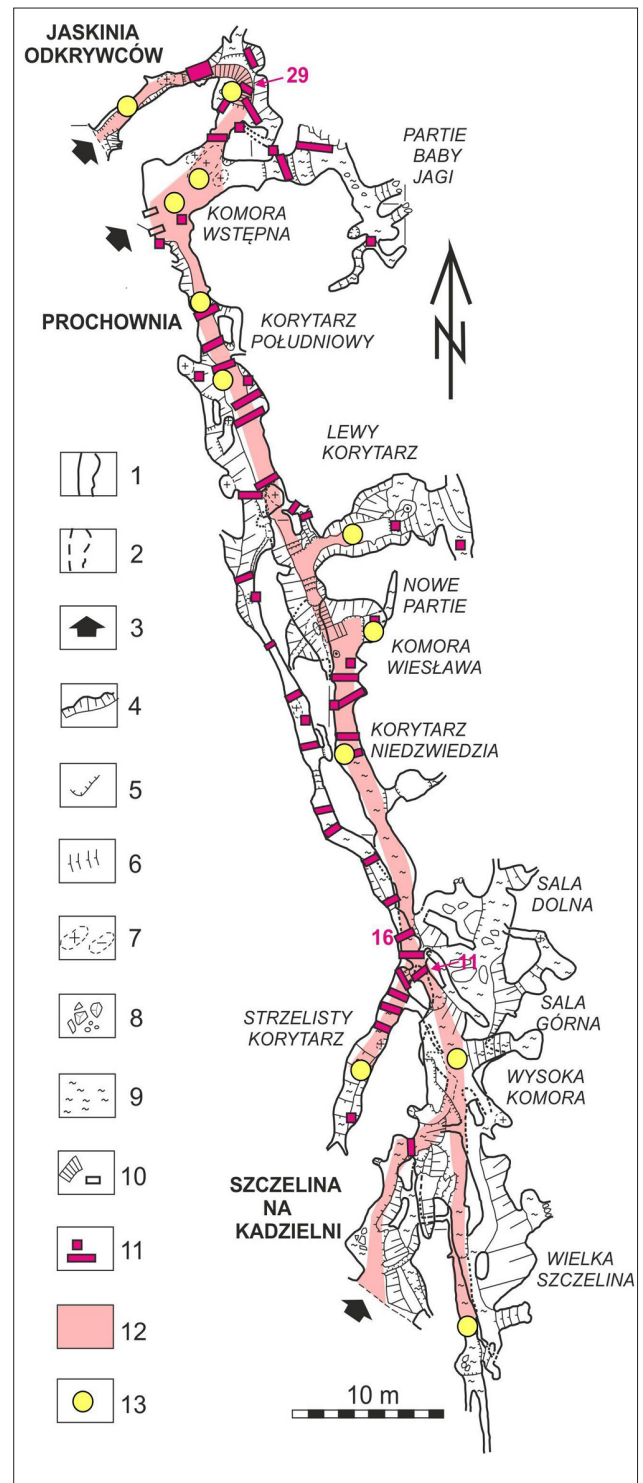 JASKINIA
ODKRYWCÓW
29
PARTIE
BABY
JAGI
KOMORA
WSTĘPNA
PROCHOWNIA
KORYTARZ
POŁUDNIOWY
N
LEWY
KORYTARZ
1
2
NOWE
PARTIE
3
KOMORA
WIESŁAWA
4
KORYTARZ
NIEDZWIEDZIA
5
6
SALA
DOLNA
7
16
11
8
STRZELISTY
KORYTARZ
SALA
GÓRNA
9
WYSOKA
KOMORA
10
SZCZELINA
NA
KADZIELNI
11
WIELKA
SZCZELINA
12
13
10 m